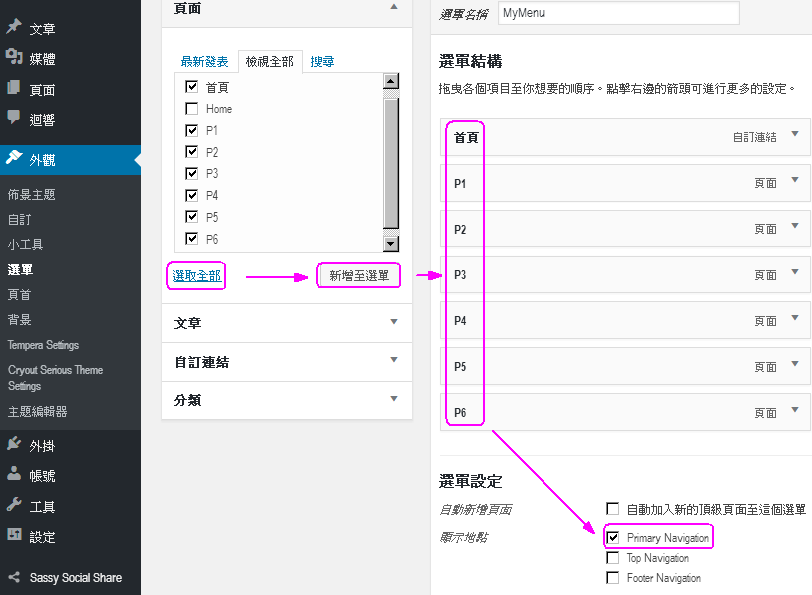 文章
媒體
頁面
迴響
外觀
佈景主題
自訂
小工具
選單
頁首
背景
Tempera Settings
Cryout Serious Theme
Settings
主題編輯器
外掛
帳號
工具
設定
Sassy Social Share
頁面
最新發表 檢視全部 搜尋
首頁
Home
P1
P2
P3
P4
P5
P6
選取全部 新增至選單
文章
自訂連結
分類
選單名稱 MyMenu
選單結構
拖曳各個項目至你想要的順序。點擊右邊的箭頭可進行更多的設定。
首頁 自訂連結
P1 頁面
P2 頁面
P3 頁面
P4 頁面
P5 頁面
P6 頁面
選單設定
自動新增頁面 自動加入新的頂級頁面至這個選單
顯示地點 Primary Navigation
Top Navigation
Footer Navigation